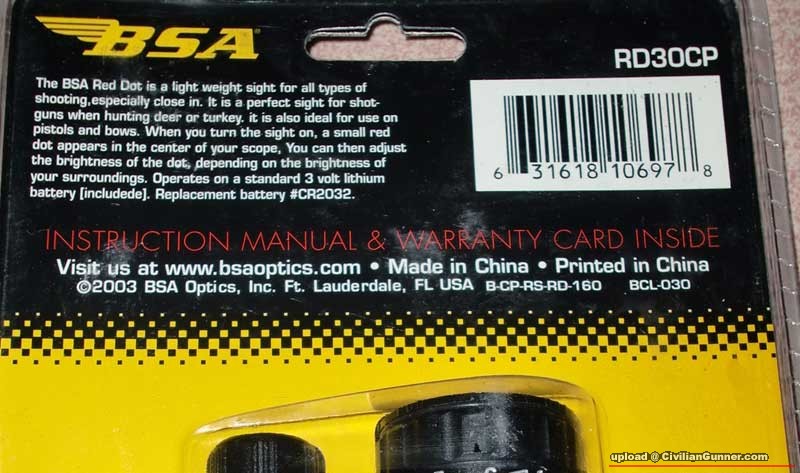 BSA
RD30CP
The BSA Red Dot is a light weight sight for all types of
shooting,especially close in. It is a perfect sight for shot-
guns when hunting deer or turkey. it is also ideal for use on
pistols and bows. When you turn the sight on, a small red
dot appears in the center of your scope, You can then adjust
the brightness of the dot, depending on the brightness of
your surroundings. Operates on a standard 3 volt lithium
battery [includede]. Replacement battery #CR2032.
6 31618 10697 8
INSTRUCTION MANUAL & WARRANTY CARD INSIDE
Visit us at www.bsaoptics.com • Made in China • Printed in China
©2003 BSA Optics, Inc. Ft. Lauderdale, FL USA B-CP-RS-RD-160 BCL-030
upload @ CivilianGunner.com